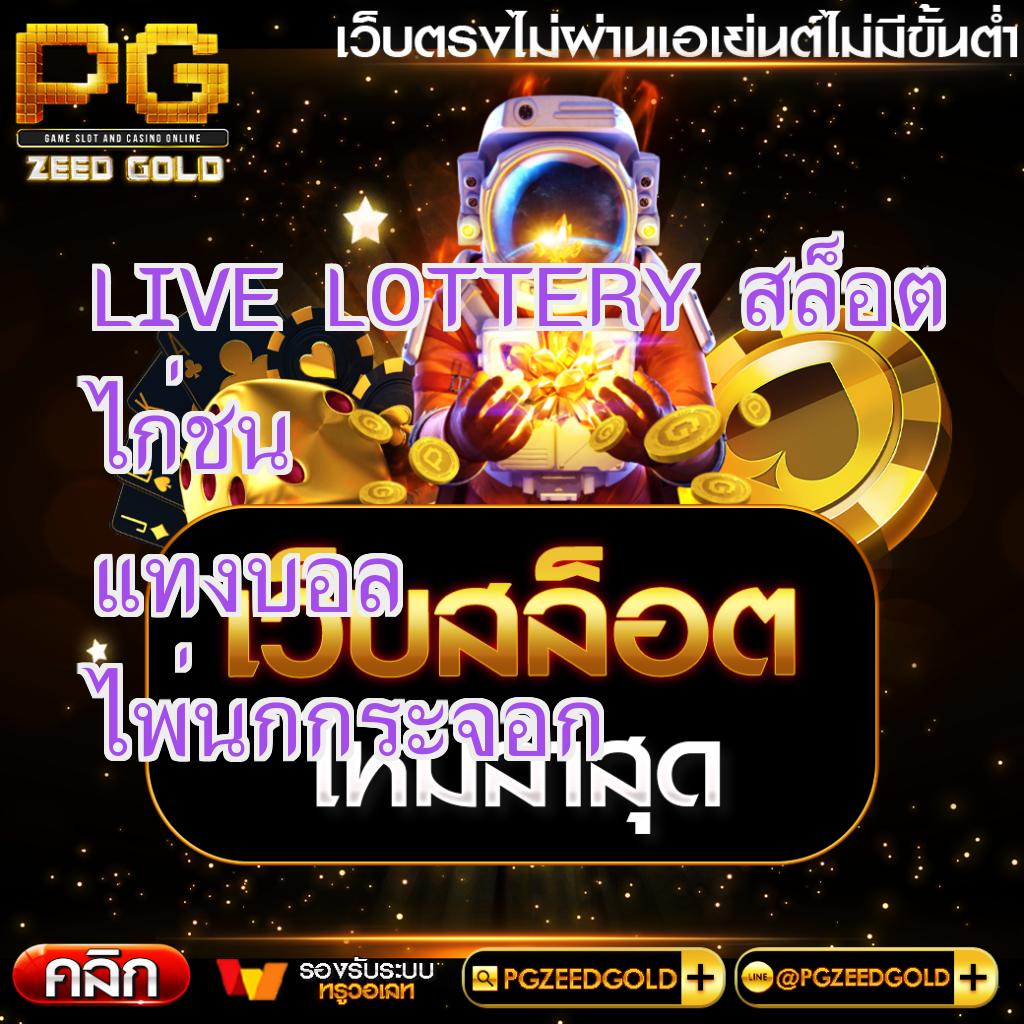 เว็บตรงไม่ผ่านเอเย่นต์ไม่มีขั้นต่ำ
PG
GAME SLOT AND CASINO ONLINE
ZEED GOLD
LIVE LOTTERY สล็อต
ไก่ชน
แทงบอล
เว็บสล็อต
ไพ่นกกระจอก
ใหม่ล่าสุด
คลิก
รองรับระบบ
ทรูวอเลท
PGZEEDGOLD +
LINE @PGZEEDGOLD +